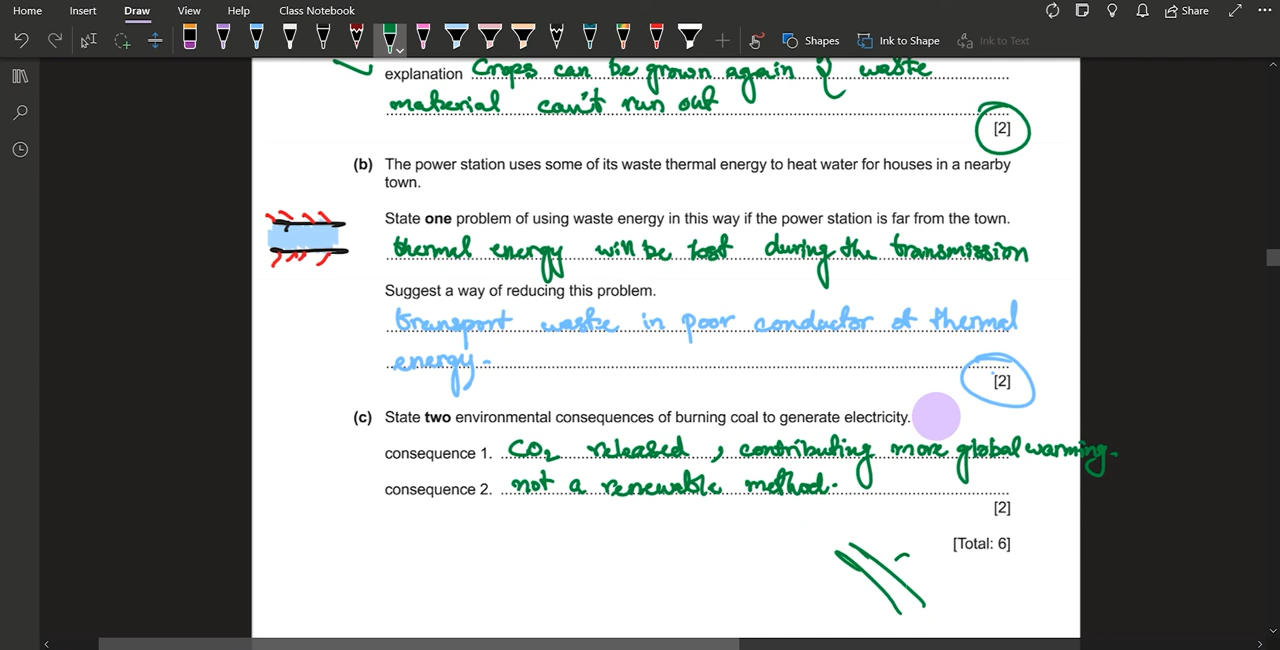 Home Insert Draw View Help Class Notebook
Share
Shapes Ink to Shape Ink to Text
explanation Crops can be grown again & waste
material can't run out
[2]
(b) The power station uses some of its waste thermal energy to heat water for houses in a nearby
town.
State one problem of using waste energy in this way if the power station is far from the town.
thermal energy will be lost during the transmission
Suggest a way of reducing this problem.
transport waste in poor conductor of thermal
energy.
[2]
(c) State two environmental consequences of burning coal to generate electricity.
consequence 1. CO2 released, contributing more global warming.
consequence 2. not a renewable method.
[2]
[Total: 6]